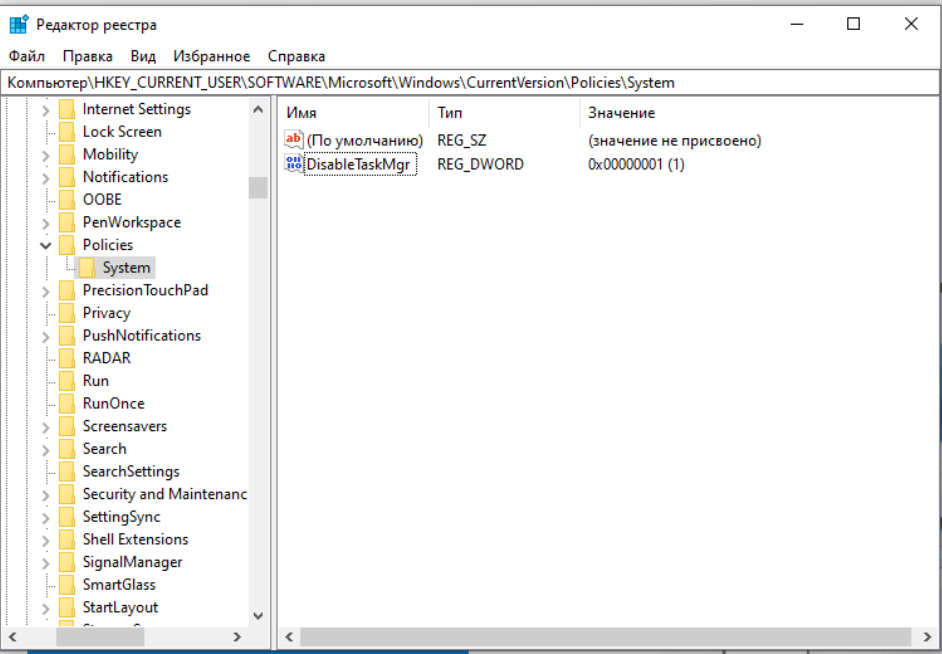 Редактор реестра
Файл Правка Вид Избранное Справка
Компьютер\HKEY_CURRENT_USER\SOFTWARE\Microsoft\Windows\CurrentVersion\Policies\System
Internet Settings
Lock Screen
Mobility
Notifications
OOBE
PenWorkspace
Policies
System
PrecisionTouchPad
Privacy
PushNotifications
RADAR
Run
RunOnce
Screensavers
Search
SearchSettings
Security and Maintenanc
SettingSync
Shell Extensions
SignalManager
SmartGlass
StartLayout
Имя Тип Значение
ab (По умолчанию) REG_SZ (значение не присвоено)
DisableTaskMgr REG_DWORD 0x00000001 (1)